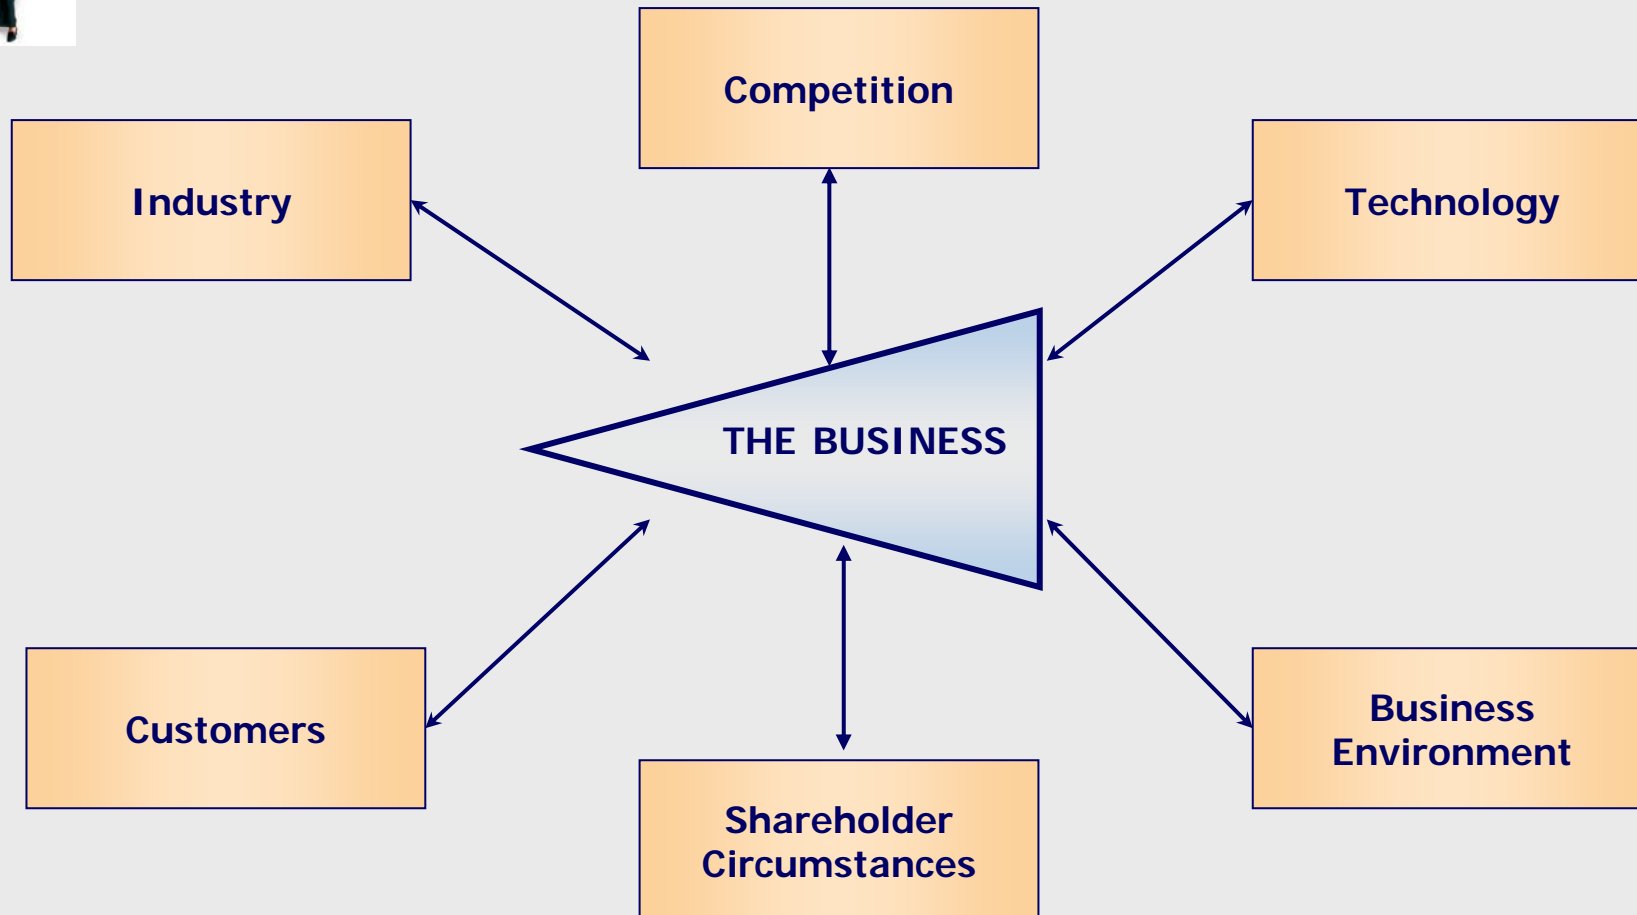 Competition
Industry
Technology
THE BUSINESS
Customers
Business
Environment
Shareholder
Circumstances